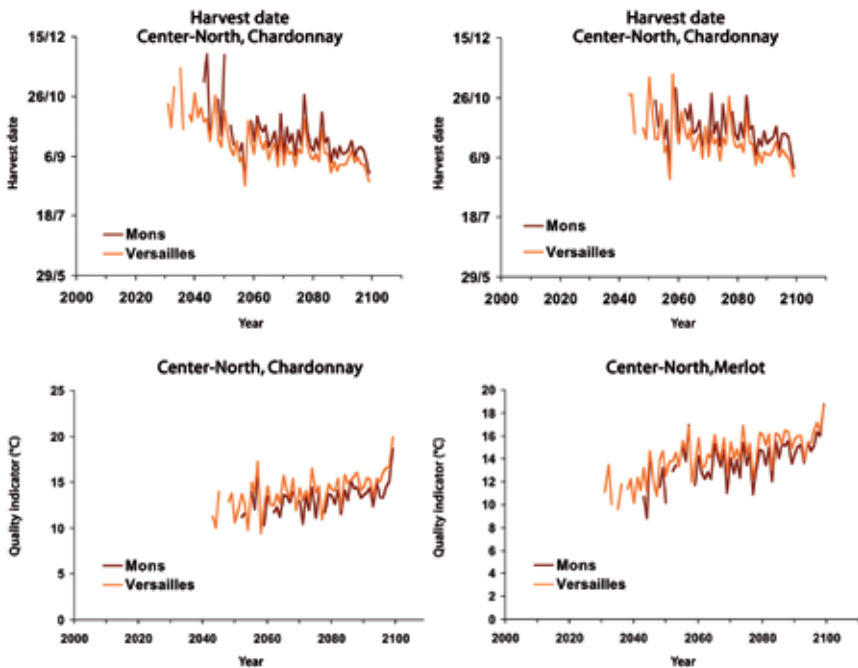 Harvest date
Center-North, Chardonnay
15/12
26/10
6/9
18/7
29/5
Harvest date
Mons
Versailles
2000 2020 2040 2060 2080 2100
Year
Harvest date
Center-North, Chardonnay
15/12
26/10
6/9
18/7
29/5
Harvest date
Mons
Versailles
2000 2020 2040 2060 2080 2100
Year
Center-North, Chardonnay
25
20
15
10
5
0
Quality indicator (°C)
Mons
Versailles
2000 2020 2040 2060 2080 2100
Year
Center-North,Merlot
20
18
16
14
12
10
8
6
4
2
0
Quality indicator (°C)
Mons
Versailles
2000 2020 2040 2060 2080 2100
Year